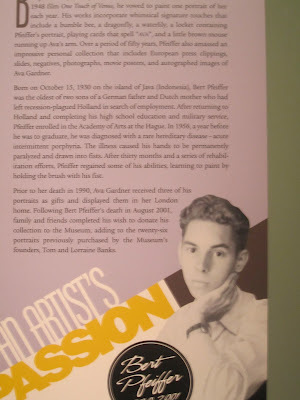 1948 film One Touch of Venus, he vowed to paint one portrait of her
each year. His works incorporate whimsical signature touches that
include a bumble bee, a dragonfly, a waterlily, a locket containing
Pfeiffer's portrait, playing cards that spell and a little brown mouse
running up Ava's arm. Over a period of fifty years, Pfeiffer also amassed an
impressive personal collection that includes European press clippings,
slides, negatives, photographs, movie posters, and autographed images of
Ava Gardner.
Born on October 13, 1930 on the island of Java (Indonesia), Bert Pfeiffer
was the oldest of two sons of a German father and Dutch mother who had
left recession-plagued Holland in search of employment. After returning to
Holland and completing his high school education and military service,
Pfeiffer enrolled in the Academy of Arts at the Hague. In 1956, a year before
he was to graduate, he was diagnosed with a rare hereditary disease - acute
intermittent porphyria. The illness caused his hands to be permanently
paralyzed and drawn into fists. After thirty months and a series of rehabil-
itation efforts, Pfeiffer regained some of his abilities, learning to paint by
holding the brush with his fist.
Prior to her death in 1990, Ava Gardner received three of his
portraits as gifts and displayed them in her London
home. Following Bert Pfeiffer's death in August 2001,
family and friends completed his wish to donate his
collection to the Museum, adding to the twenty-six
portraits previously purchased by the Museum's
founders, Tom and Lorraine Banks.
ARTIST'S
PASSION
Bert
Pfeiffer